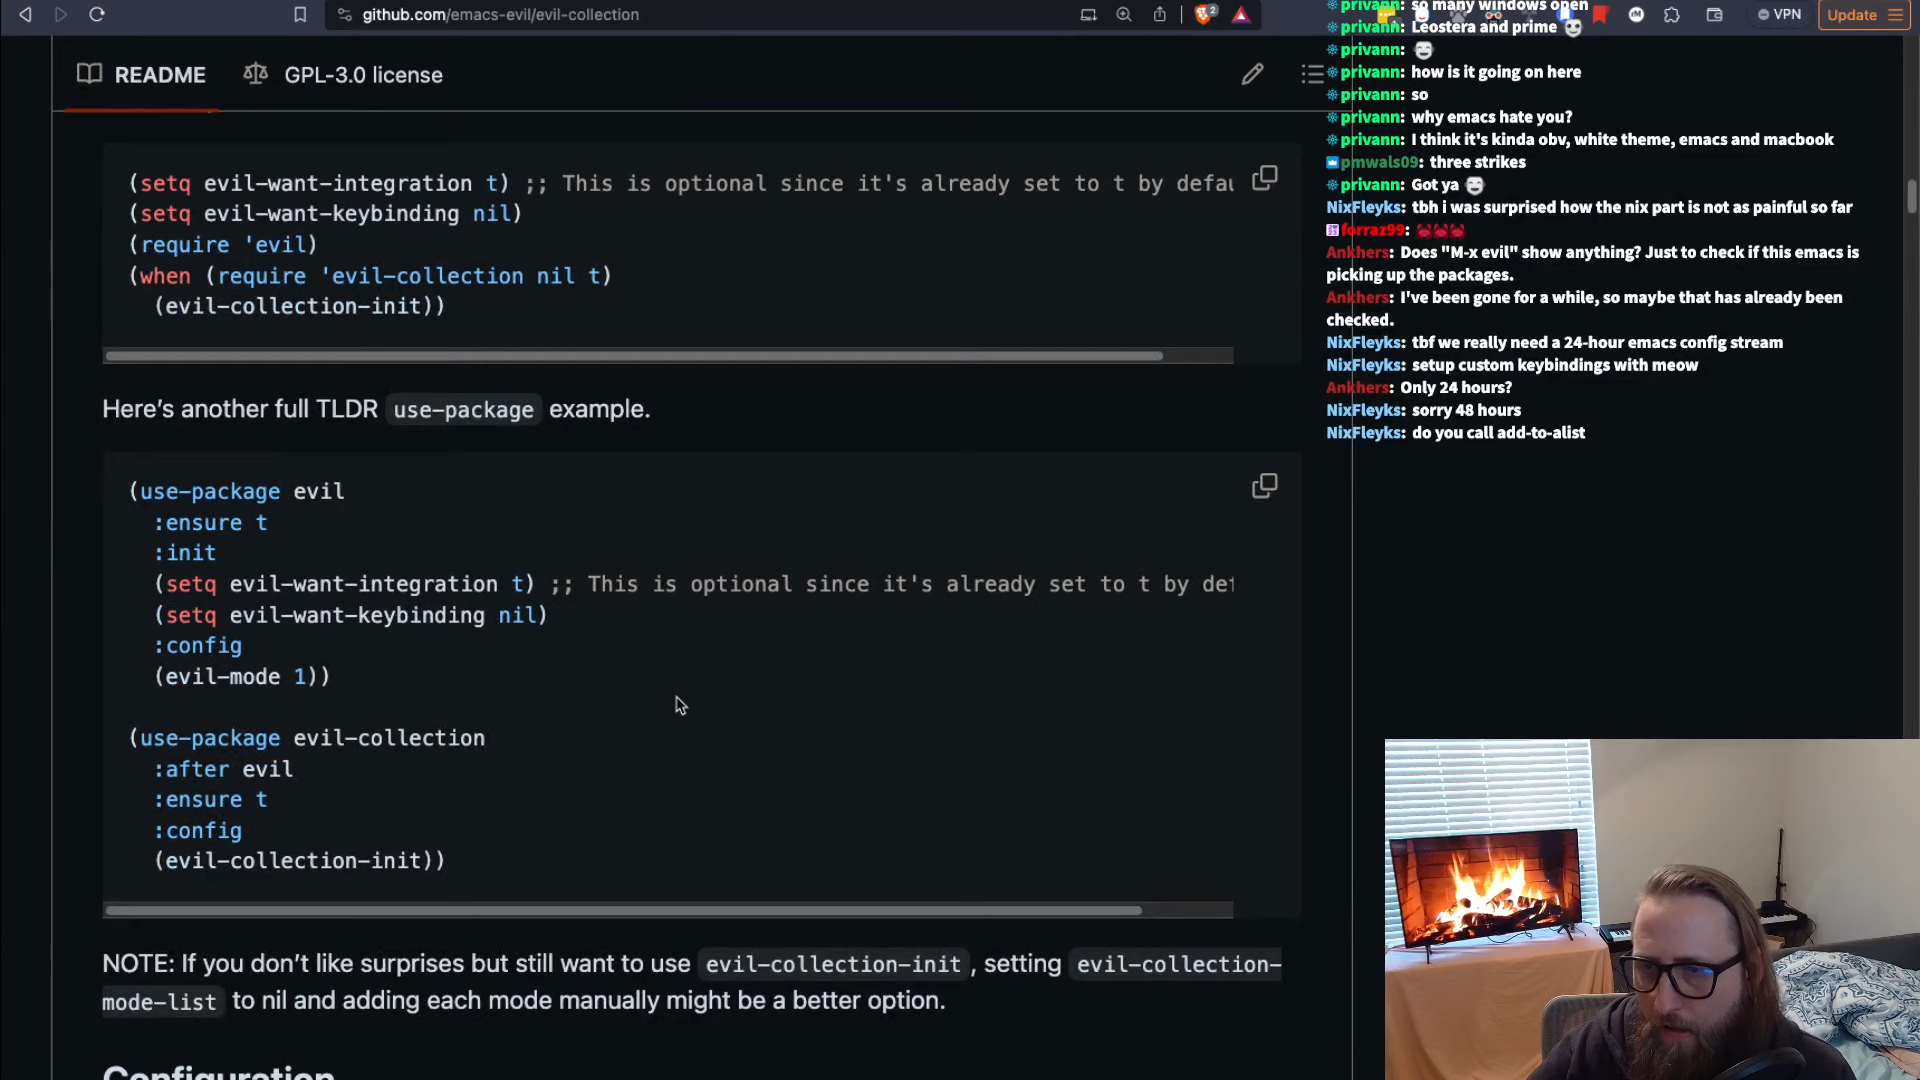 github.com/emacs-evil/evil-collection
VPN
Update
README
GPL-3.0 license
(setq evil-want-integration t) ;; This is optional since it's already set to t by defau
(setq evil-want-keybinding nil)
(require 'evil)
(when (require 'evil-collection nil t)
(evil-collection-init))
Here's another full TLDR use-package example.
(use-package evil
:ensure t
:init
(setq evil-want-integration t) ;; This is optional since it's already set to t by def
(setq evil-want-keybinding nil)
:config
(evil-mode 1))
(use-package evil-collection
:after evil
:ensure t
:config
(evil-collection-init))
NOTE: If you don't like surprises but still want to use evil-collection-init, setting evil-collection-
mode-list to nil and adding each mode manually might be a better option.
Configuration
privann: so many windows open
privann: Leostera and prime
privann:
privann: how is it going on here
privann: so
privann: why emacs hate you?
privann: I think it's kinda obv, white theme, emacs and macbook
pmwals09: three strikes
privann: Got ya
NixFleyks: tbh i was surprised how the nix part is not as painful so far
forraz99:
Ankhers: Does "M-x evil" show anything? Just to check if this emacs is
picking up the packages.
Ankhers: I've been gone for a while, so maybe that has already been
checked.
NixFleyks: tbf we really need a 24-hour emacs config stream
NixFleyks: setup custom keybindings with meow
Ankhers: Only 24 hours?
NixFleyks: sorry 48 hours
NixFleyks: do you call add-to-alist